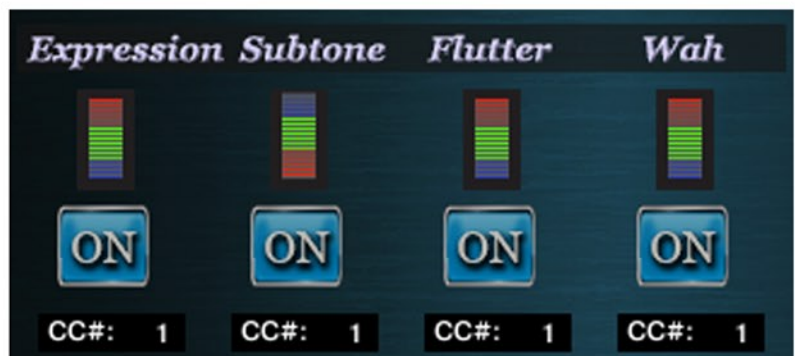 Expression Subtone Flutter Wah
ON ON ON ON
CC#: 1 CC#: 1 CC#: 1 CC#: 1